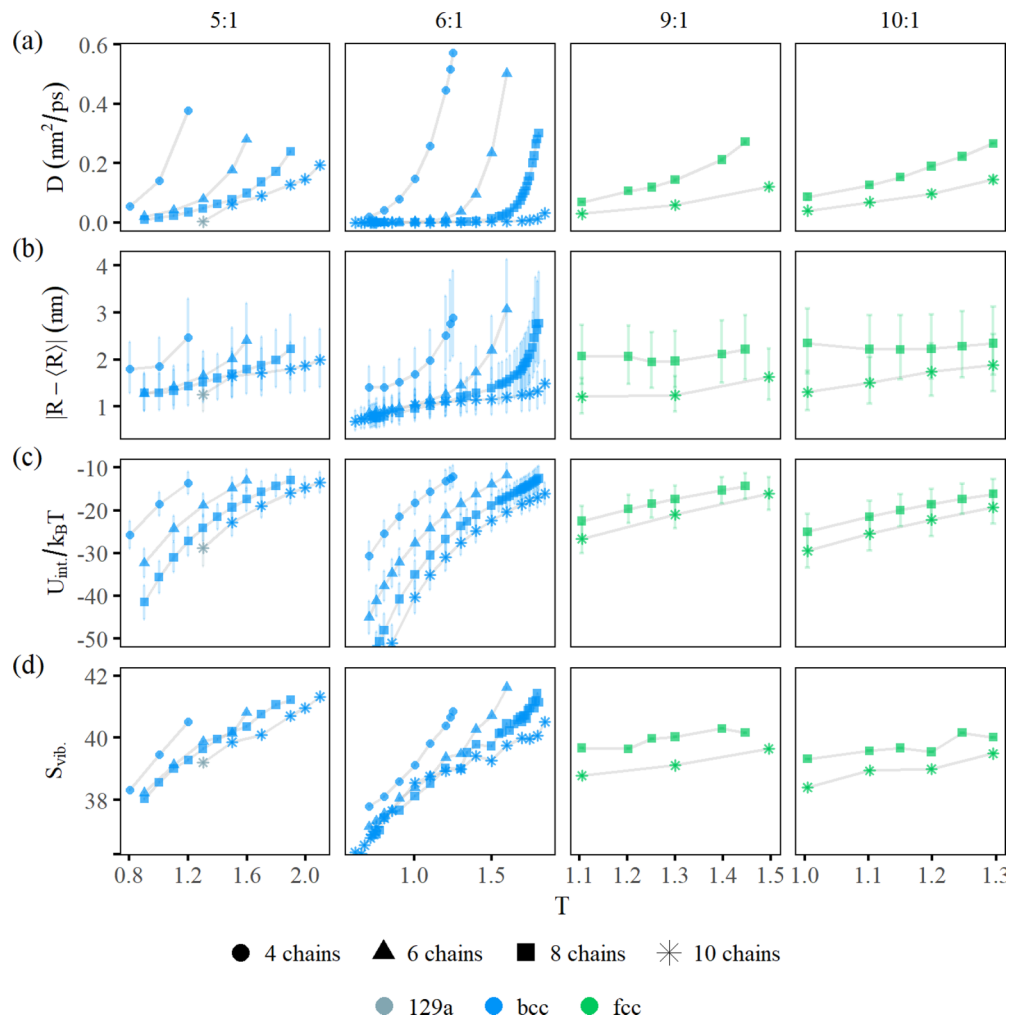 5:1 6:1 9:1 10:1
(a)
D (nm²/ps)
0.6
0.4
0.2
0.0
(b)
|R − ⟨R⟩| (nm)
4
3
2
1
(c)
U_int./k_BT
-10
-20
-30
-40
-50
(d)
S_vib.
42
40
38
0.8 1.2 1.6 2.0 1.0 1.5 1.1 1.2 1.3 1.4 1.5 1.0 1.1 1.2 1.3
T
4 chains 6 chains 8 chains 10 chains
129a bcc fcc